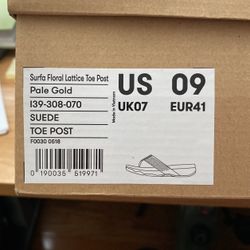 Surfa Floral Lattice Toe Post
Pale Gold
I39-308-070
SUEDE
TOE POST
F0030 0518
0 190035 519971
US 09
UK07 EUR41
Made in Vietnam